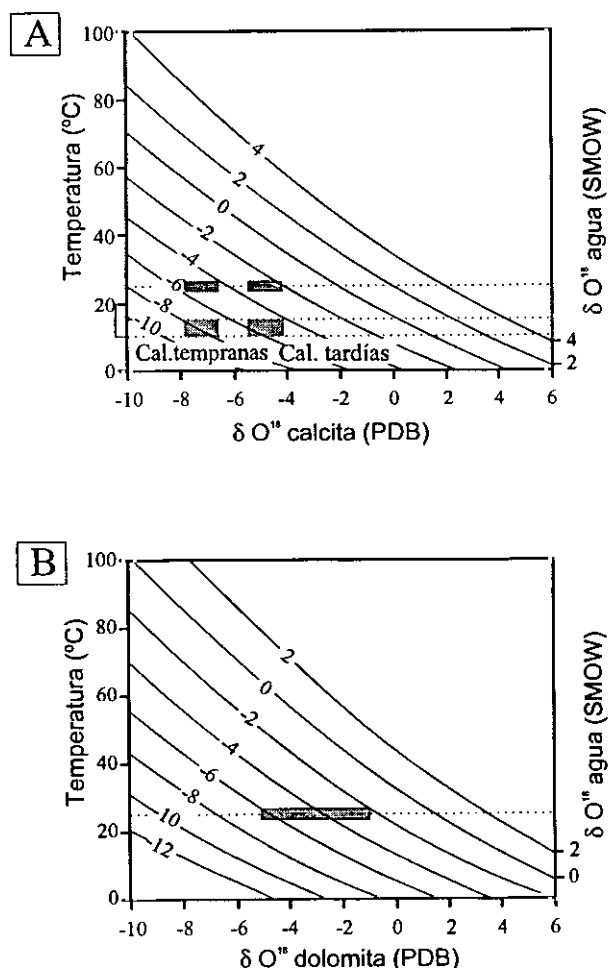 A
100
80
60
40
20
0
Temperatura (ºC)
4
2
0
-2
-4
-6
-8
-10
Cal.tempranas Cal. tardías
4
2
δ O¹⁸ agua (SMOW)
-10 -8 -6 -4 -2 0 2 4 6
δ O¹⁸ calcita (PDB)
B
100
80
60
40
20
0
Temperatura (ºC)
2
0
-2
-4
-6
-8
10
12
2
0
δ O¹⁸ agua (SMOW)
-10 -8 -6 -4 -2 0 2 4 6
δ O¹⁸ dolomita (PDB)